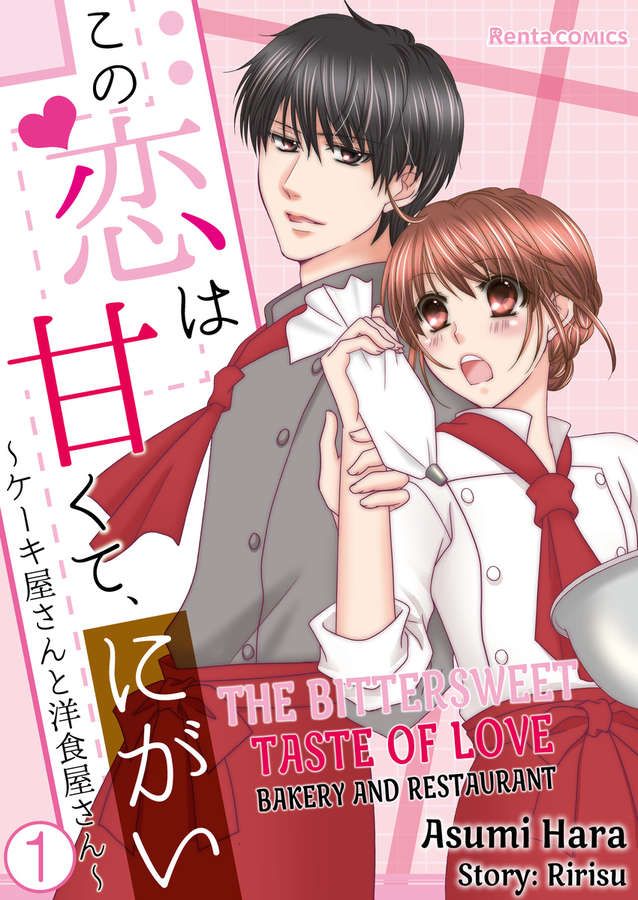 Renta COMICS
この恋は
甘くて、
にがい
～ケーキ屋さんと洋食屋さん～
1
THE BITTERSWEET
TASTE OF LOVE
BAKERY AND RESTAURANT
Asumi Hara
Story: Ririsu